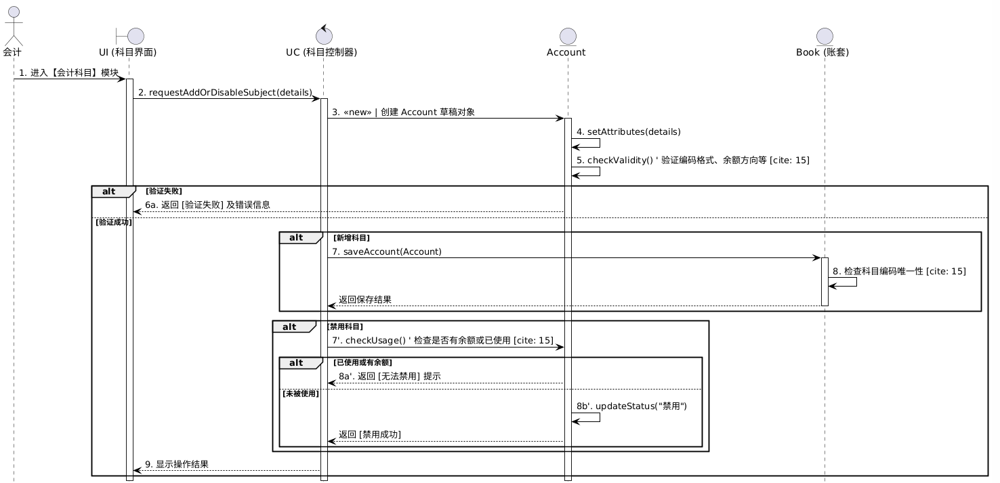 会计
UI (科目界面)
UC (科目控制器)
Account
Book (账套)
1. 进入【会计科目】模块
2. requestAddOrDisableSubject(details)
3. «new» | 创建 Account 草稿对象
4. setAttributes(details)
5. checkValidity() ' 验证编码格式、余额方向等 [cite: 15]
alt [验证失败]
6a. 返回 [验证失败] 及错误信息
[验证成功]
alt [新增科目]
7. saveAccount(Account)
8. 检查科目编码唯一性 [cite: 15]
返回保存结果
alt [禁用科目]
7'. checkUsage() ' 检查是否有余额或已使用 [cite: 15]
alt [已使用或有余额]
8a'. 返回 [无法禁用] 提示
[未被使用]
8b'. updateStatus("禁用")
返回 [禁用成功]
9. 显示操作结果